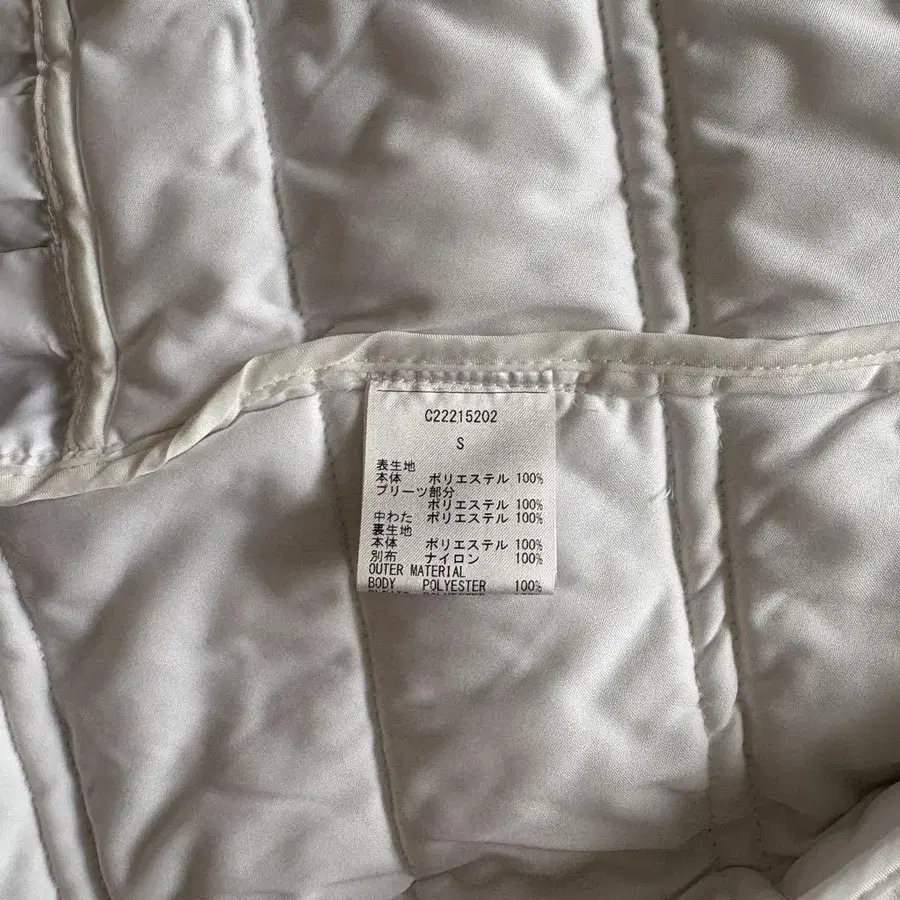 C22215202
S
表生地
本体 ポリエステル 100%
プリーツ部分
ポリエステル 100%
中わた ポリエステル 100%
裏生地
本体 ポリエステル 100%
別布 ナイロン 100%
OUTER MATERIAL
BODY POLYESTER 100%